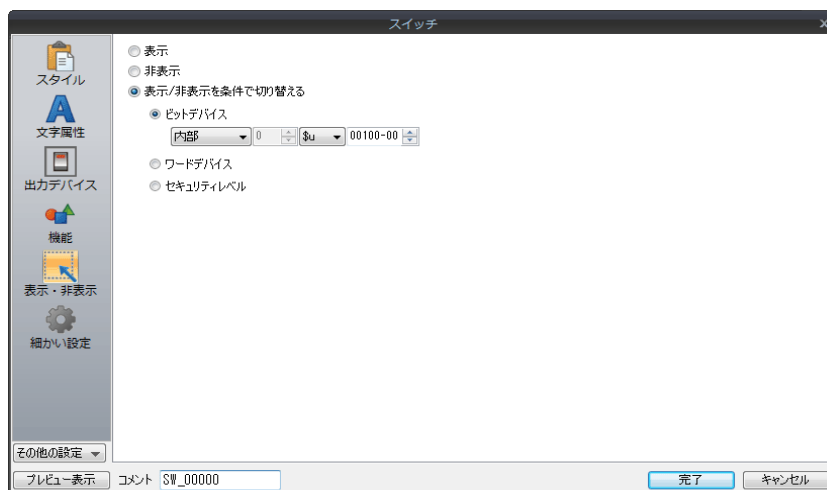 スイッチ
スタイル
文字属性
出力デバイス
機能
表示・非表示
細かい設定
その他の設定
表示
非表示
表示/非表示を条件で切り替える
ビットデバイス
内部 0 $u 00100-00
ワードデバイス
セキュリティレベル
プレビュー表示 コメント SW_00000 完了 キャンセル